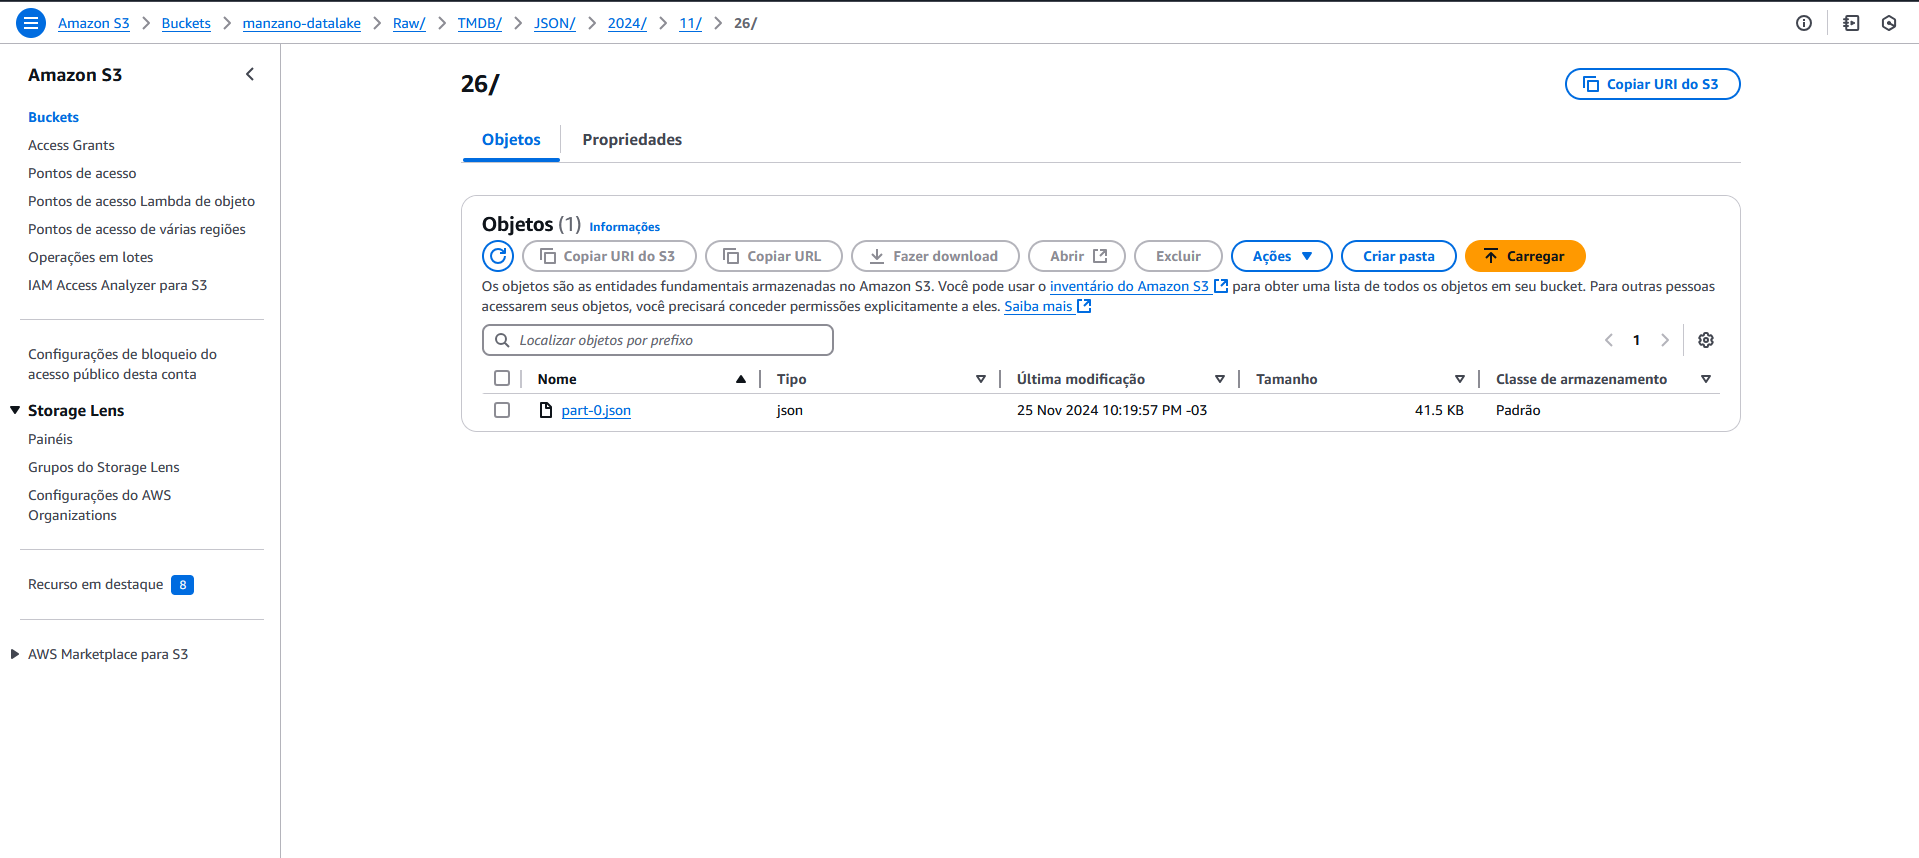 Amazon S3 > Buckets > manzano-datalake > Raw/ > TMDB/ > JSON/ > 2024/ > 11/ > 26/
Amazon S3
Buckets
Access Grants
Pontos de acesso
Pontos de acesso Lambda de objeto
Pontos de acesso de várias regiões
Operações em lotes
IAM Access Analyzer para S3
Configurações de bloqueio do
acesso público desta conta
Storage Lens
Painéis
Grupos do Storage Lens
Configurações do AWS
Organizations
Recurso em destaque 8
AWS Marketplace para S3
26/
Copiar URI do S3
Objetos Propriedades
Objetos (1) Informações
Copiar URI do S3 Copiar URL Fazer download Abrir Excluir Ações Criar pasta Carregar
Os objetos são as entidades fundamentais armazenadas no Amazon S3. Você pode usar o inventário do Amazon S3 para obter uma lista de todos os objetos em seu bucket. Para outras pessoas
acessarem seus objetos, você precisará conceder permissões explicitamente a eles. Saiba mais
Localizar objetos por prefixo
1
Nome Tipo Última modificação Tamanho Classe de armazenamento
part-0.json json 25 Nov 2024 10:19:57 PM -03 41.5 KB Padrão